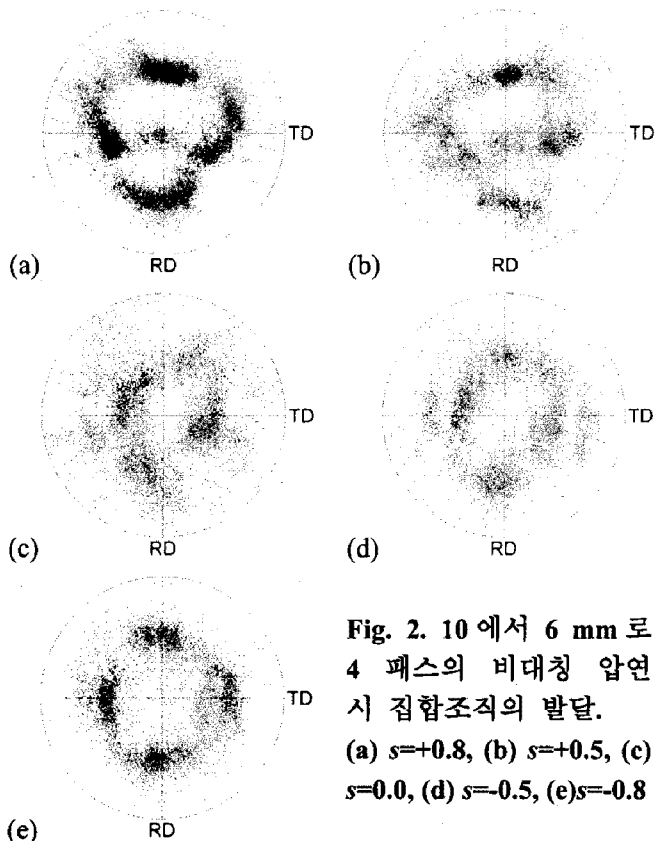 TD
TD
(a)
RD
(b)
RD
TD
TD
(c)
RD
(d)
RD
TD
(e)
RD
Fig. 2. 10 에서 6 mm 로
4 패스의 비대칭 압연
시 집합조직의 발달.
(a) s=+0.8, (b) s=+0.5, (c)
s=0.0, (d) s=-0.5, (e)s=-0.8